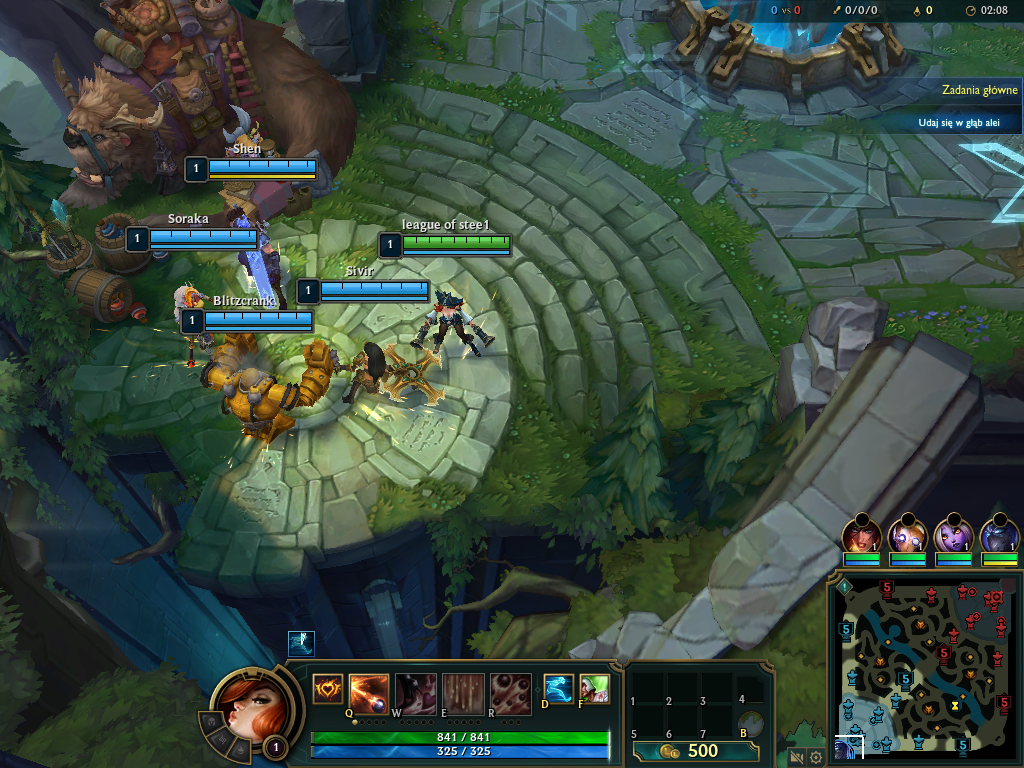 0 vs 0 0/0/0 0 02:08
Zadania główne
Udaj się w głąb alei
Shen
1
Soraka
1
league of stee1
1
Sivir
1
Blitzcrank
1
5
5
5
5
5
5
Q W E R D F
1
841 / 841
325 / 325
1 2 3 4
5 6 7 B
500